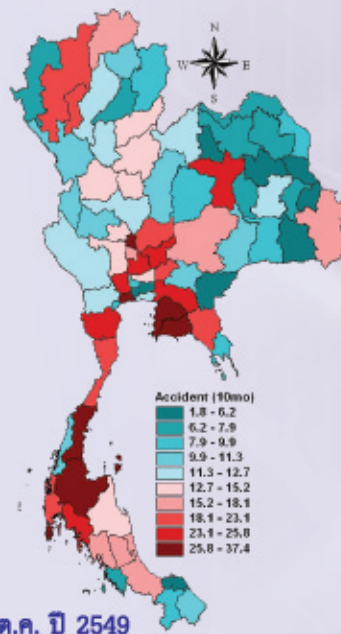 N
W E
S
Accident (10mo)
1.8 - 6.2
6.2 - 7.9
7.9 - 9.9
9.9 - 11.3
11.3 - 12.7
12.7 - 15.2
15.2 - 18.1
18.1 - 23.1
23.1 - 25.8
25.8 - 37.4
ต.ค. ปี 2549